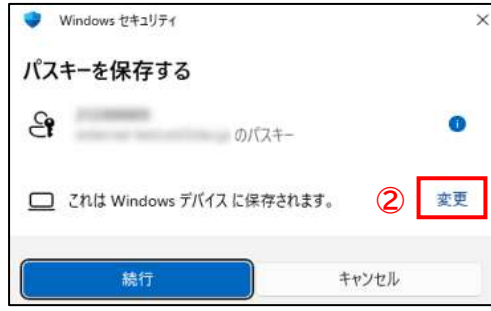 Windows セキュリティ
パスキーを保存する
のパスキー
これは Windows デバイス に保存されます。
② 変更
続行
キャンセル